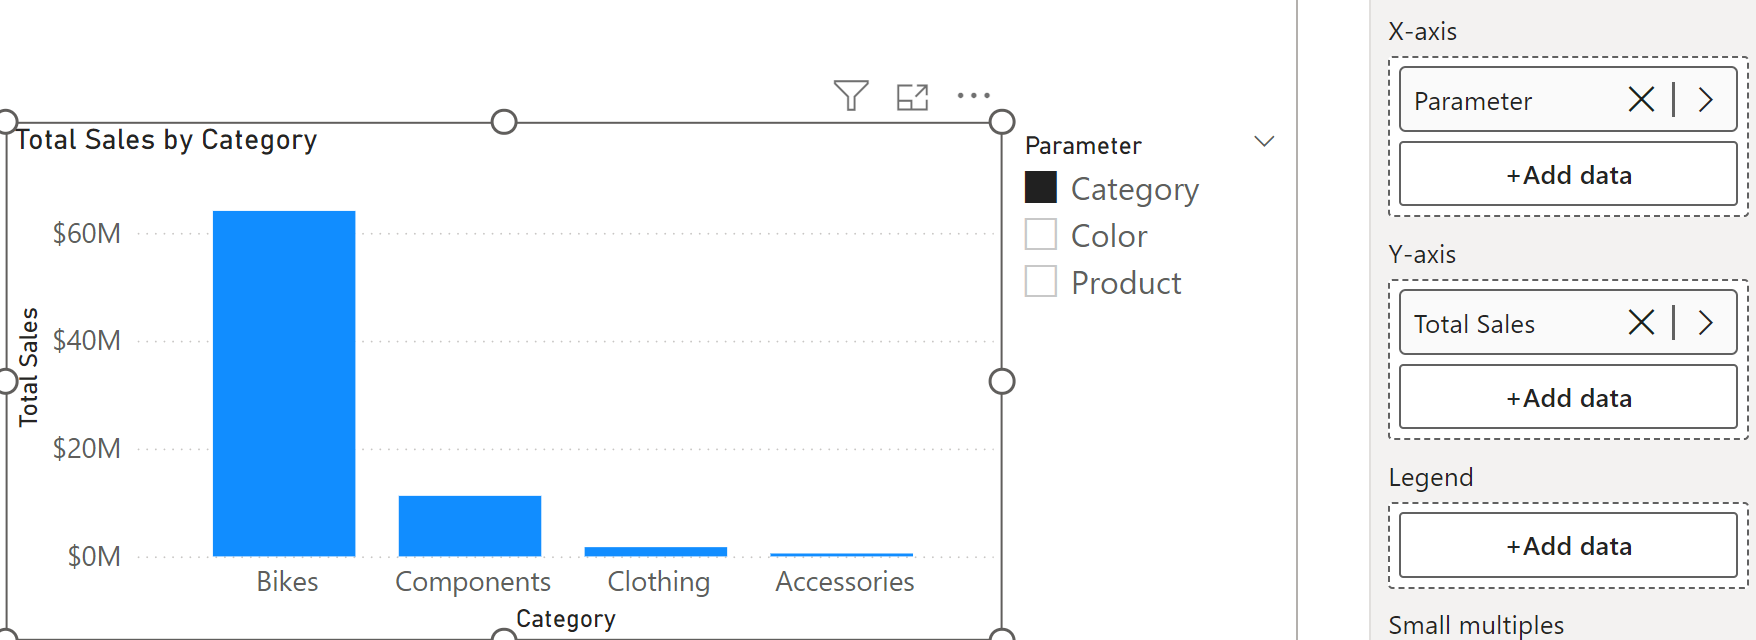 Total Sales by Category
$60M
$40M
$20M
$0M
Total Sales
Bikes Components Clothing Accessories
Category
Parameter
Category
Color
Product
X-axis
Parameter
+Add data
Y-axis
Total Sales
+Add data
Legend
+Add data
Small multiples